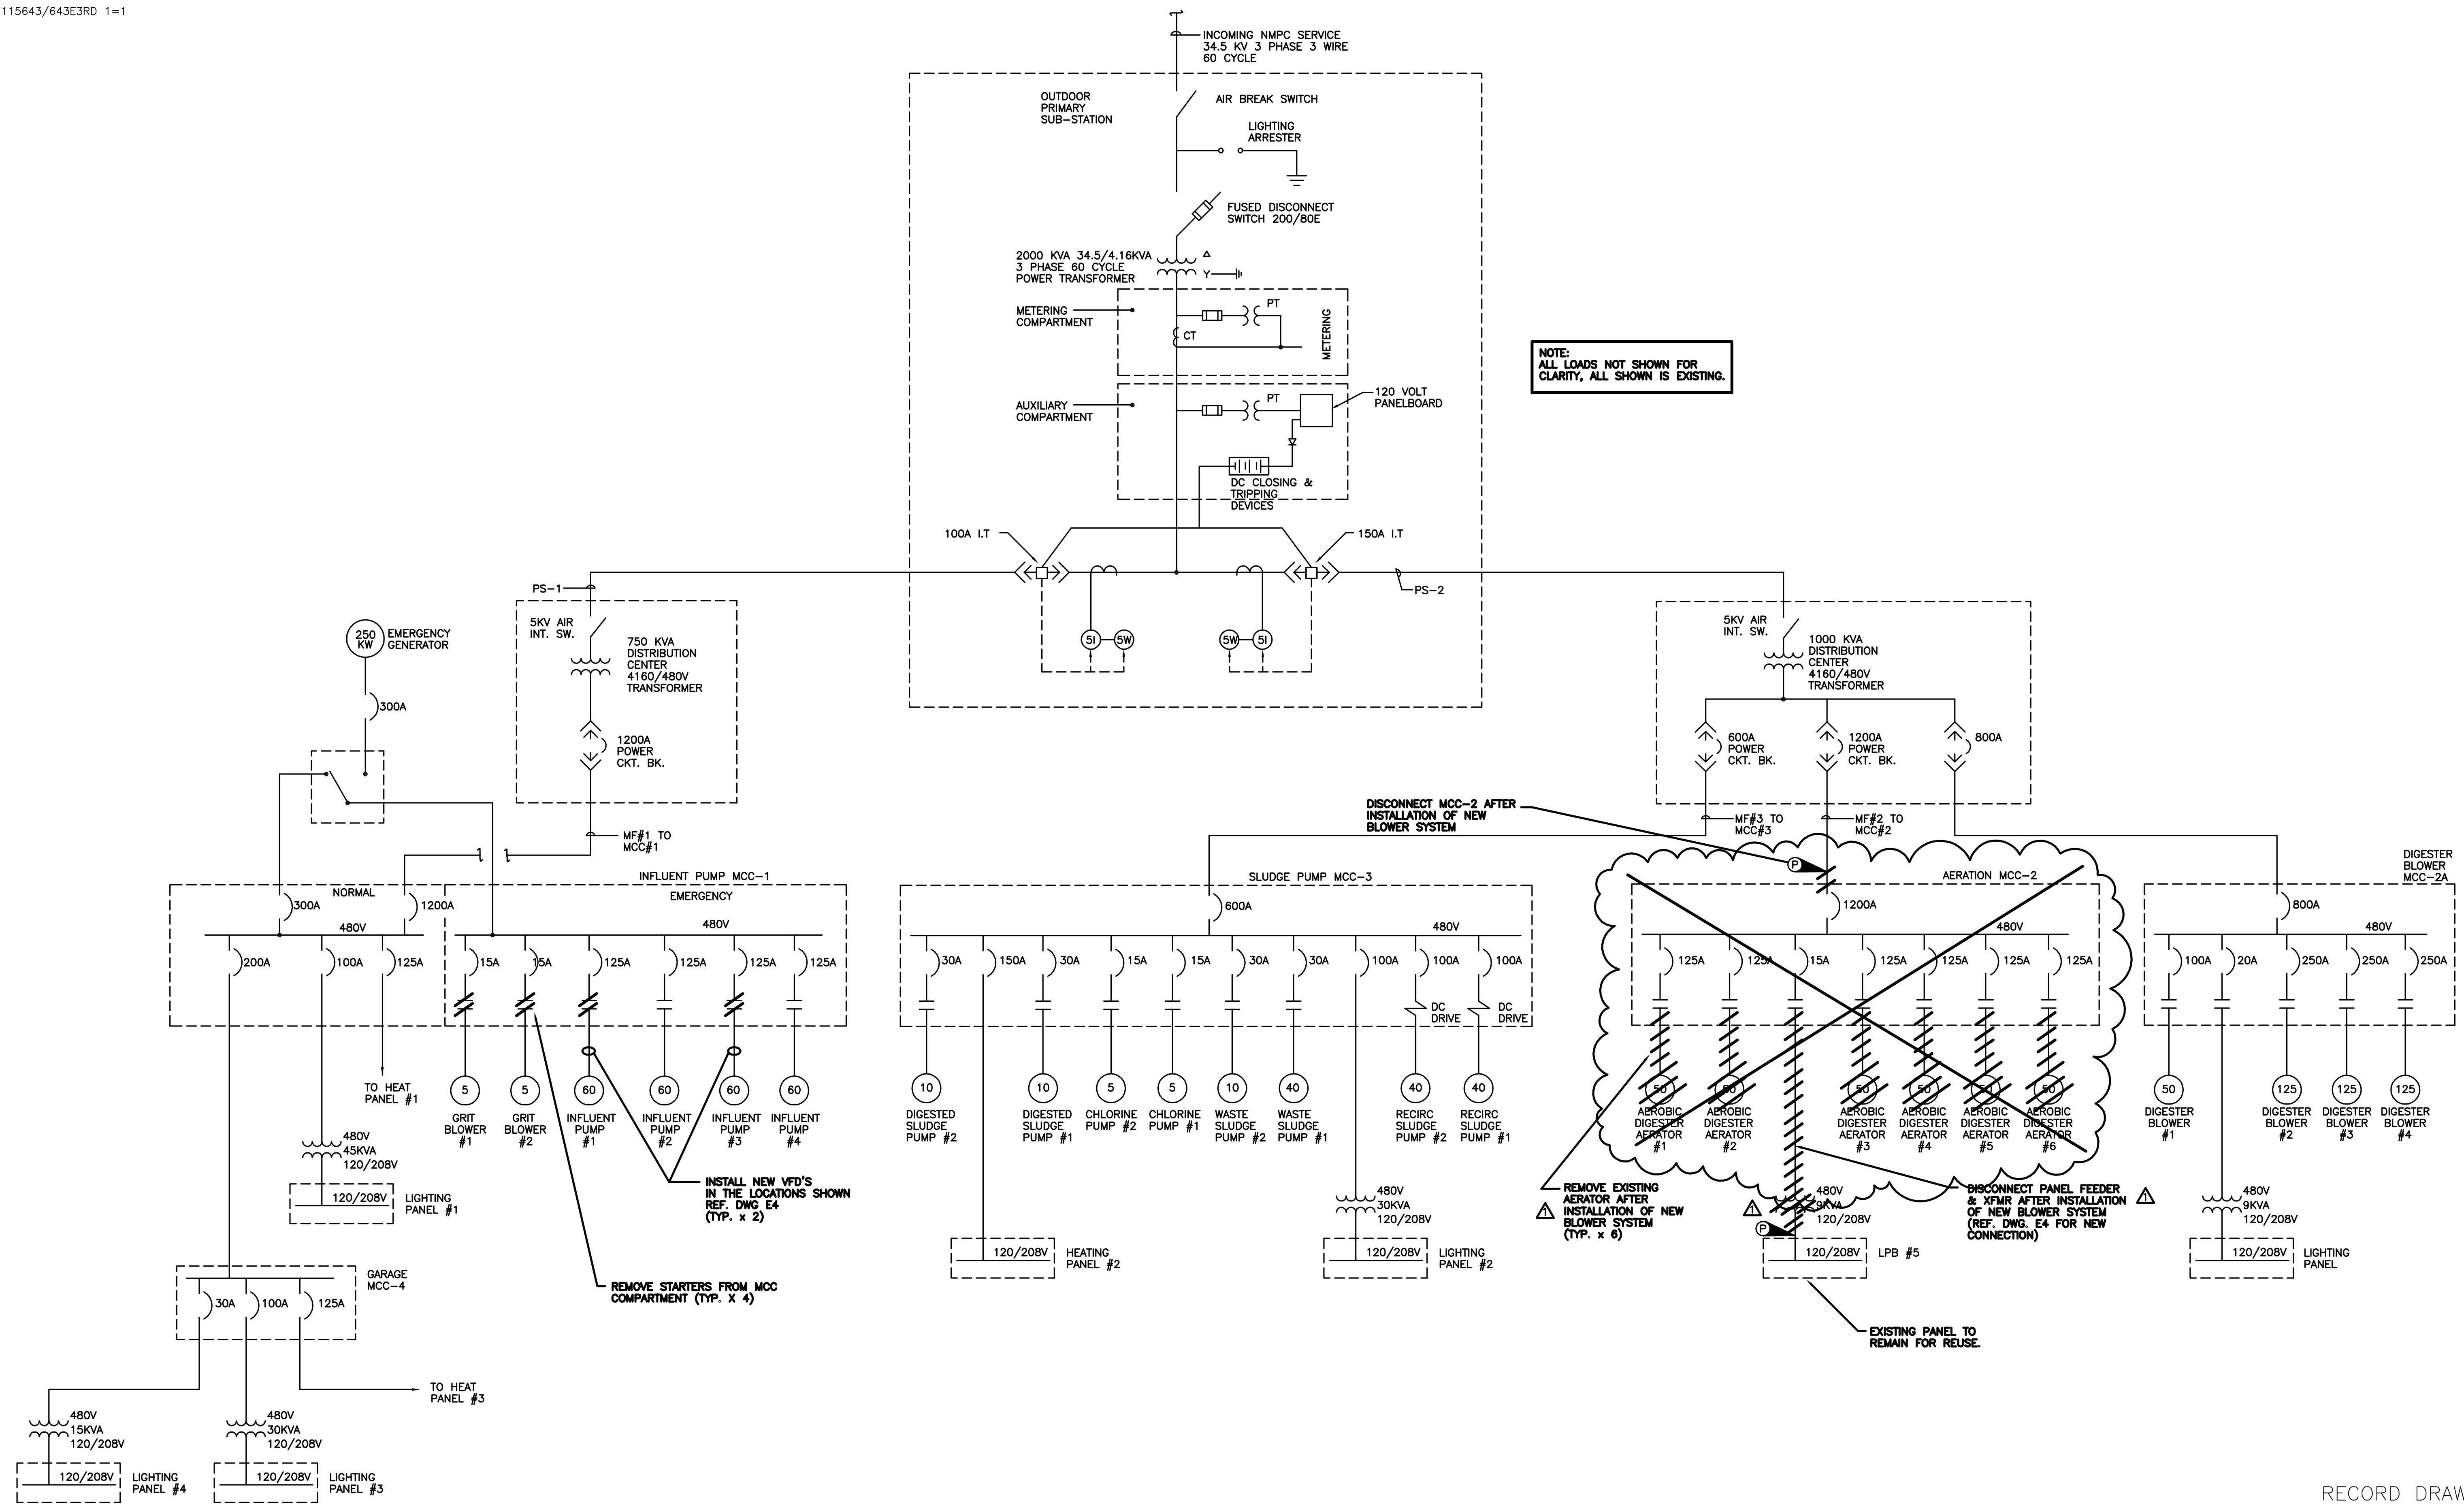 115643/643E3RD 1=1
INCOMING NMPC SERVICE
34.5 KV 3 PHASE 3 WIRE
60 CYCLE
OUTDOOR
PRIMARY
SUB-STATION
AIR BREAK SWITCH
LIGHTING
ARRESTER
FUSED DISCONNECT
SWITCH 200/80E
2000 KVA 34.5/4.16KVA
3 PHASE 60 CYCLE
POWER TRANSFORMER
Y
METERING
COMPARTMENT
PT
CT
METERING
NOTE:
ALL LOADS NOT SHOWN FOR
CLARITY, ALL SHOWN IS EXISTING.
AUXILIARY
COMPARTMENT
PT
120 VOLT
PANELBOARD
DC CLOSING &
TRIPPING
DEVICES
100A I.T
150A I.T
PS-1
PS-2
5I
5W
5W
5I
250
KW
EMERGENCY
GENERATOR
300A
5KV AIR
INT. SW.
750 KVA
DISTRIBUTION
CENTER
4160/480V
TRANSFORMER
1200A
POWER
CKT. BK.
MF#1 TO
MCC#1
5KV AIR
INT. SW.
1000 KVA
DISTRIBUTION
CENTER
4160/480V
TRANSFORMER
600A
POWER
CKT. BK.
1200A
POWER
CKT. BK.
800A
MF#3 TO
MCC#3
MF#2 TO
MCC#2
DISCONNECT MCC-2 AFTER
INSTALLATION OF NEW
BLOWER SYSTEM
P
INFLUENT PUMP MCC-1
NORMAL
EMERGENCY
300A
1200A
480V
480V
200A
100A
125A
15A
15A
125A
125A
125A
125A
TO HEAT
PANEL #1
5
GRIT
BLOWER
#1
5
GRIT
BLOWER
#2
60
INFLUENT
PUMP
#1
60
INFLUENT
PUMP
#2
60
INFLUENT
PUMP
#3
60
INFLUENT
PUMP
#4
480V
45KVA
120/208V
120/208V
LIGHTING
PANEL #1
INSTALL NEW VFD'S
IN THE LOCATIONS SHOWN
REF. DWG E4
(TYP. x 2)
REMOVE STARTERS FROM MCC
COMPARTMENT (TYP. X 4)
GARAGE
MCC-4
30A
100A
125A
TO HEAT
PANEL #3
480V
15KVA
120/208V
120/208V
LIGHTING
PANEL #4
480V
30KVA
120/208V
120/208V
LIGHTING
PANEL #3
SLUDGE PUMP MCC-3
600A
480V
30A
150A
30A
15A
15A
30A
30A
100A
100A
100A
DC
DRIVE
DC
DRIVE
10
DIGESTED
SLUDGE
PUMP #2
10
DIGESTED
SLUDGE
PUMP #1
5
CHLORINE
PUMP #2
5
CHLORINE
PUMP #1
10
WASTE
SLUDGE
PUMP #2
40
WASTE
SLUDGE
PUMP #1
40
RECIRC
SLUDGE
PUMP #2
40
RECIRC
SLUDGE
PUMP #1
120/208V
HEATING
PANEL #2
480V
30KVA
120/208V
120/208V
LIGHTING
PANEL #2
AERATION MCC-2
1200A
480V
125A
125A
15A
125A
125A
125A
125A
50
AEROBIC
DIGESTER
AERATOR
#1
50
AEROBIC
DIGESTER
AERATOR
#2
50
AEROBIC
DIGESTER
AERATOR
#3
50
AEROBIC
DIGESTER
AERATOR
#4
50
AEROBIC
DIGESTER
AERATOR
#5
50
AEROBIC
DIGESTER
AERATOR
#6
REMOVE EXISTING
AERATOR AFTER
INSTALLATION OF NEW
BLOWER SYSTEM
(TYP. x 6)
1
1
480V
9KVA
120/208V
P
120/208V
LPB #5
DISCONNECT PANEL FEEDER
& XFMR AFTER INSTALLATION
OF NEW BLOWER SYSTEM
(REF. DWG. E4 FOR NEW
CONNECTION)
1
EXISTING PANEL TO
REMAIN FOR REUSE.
DIGESTER
BLOWER
MCC-2A
800A
480V
100A
20A
250A
250A
250A
50
DIGESTER
BLOWER
#1
125
DIGESTER
BLOWER
#2
125
DIGESTER
BLOWER
#3
125
DIGESTER
BLOWER
#4
480V
9KVA
120/208V
120/208V
LIGHTING
PANEL
RECORD DRAW